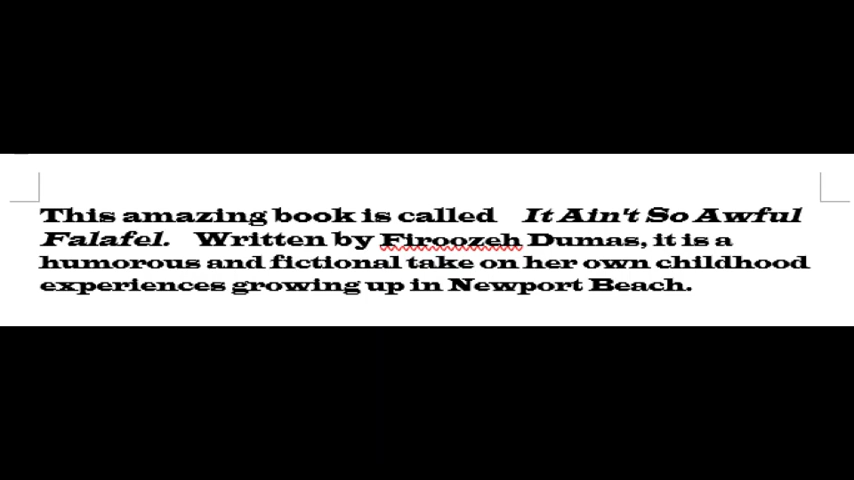 This amazing book is called It Ain't So Awful
Falafel. Written by Firoozeh Dumas, it is a
humorous and fictional take on her own childhood
experiences growing up in Newport Beach.